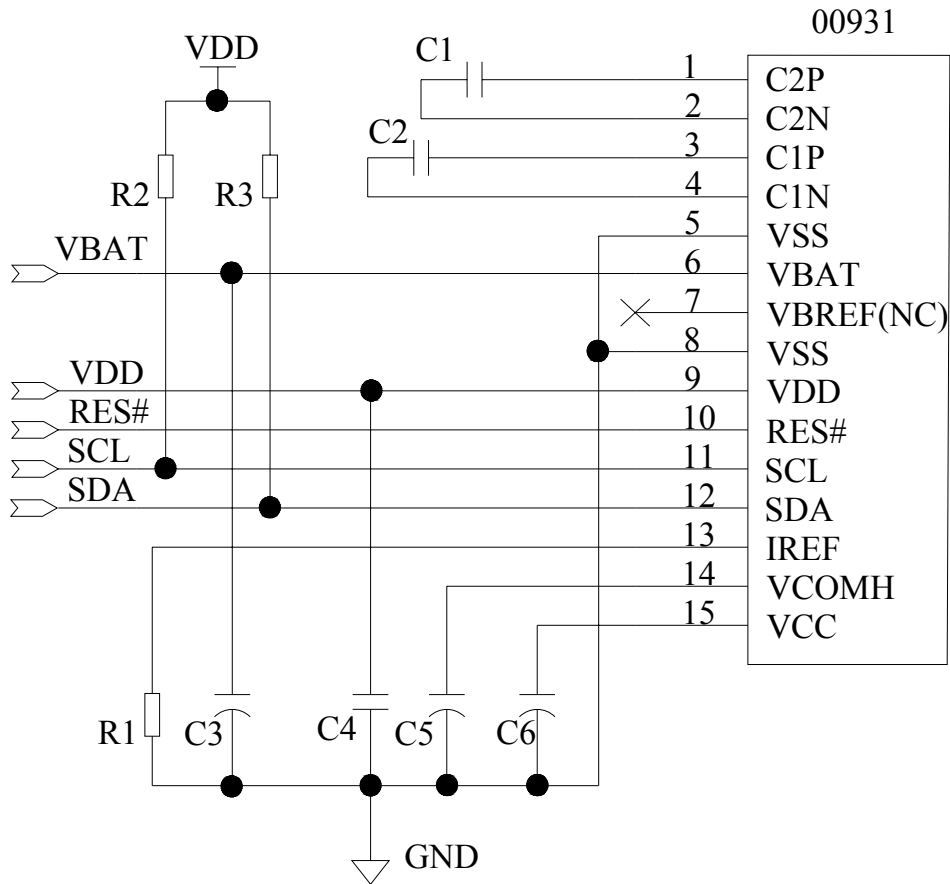 00931
VDD
C1
1
C2P
2
C2N
C2
3
C1P
4
C1N
R2
R3
5
VSS
VBAT
6
VBAT
7
VBREF(NC)
8
VSS
VDD
9
VDD
RES#
10
RES#
SCL
11
SCL
SDA
12
SDA
13
IREF
14
VCOMH
15
VCC
R1
C3
C4
C5
C6
GND